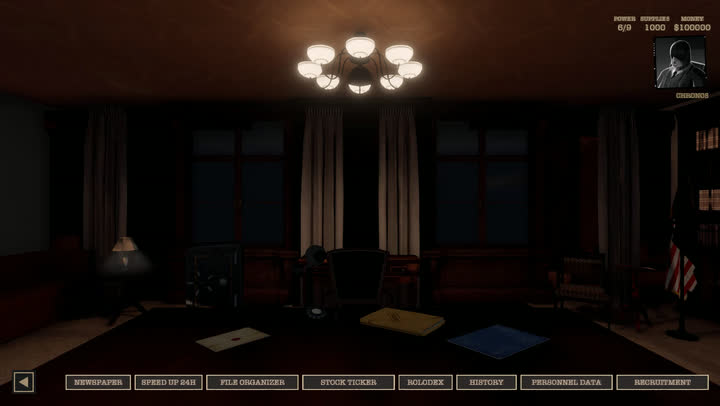 POWER SUPPLIES MONEY
6/9 1000 $100000
CHRONOS
NEWSPAPER SPEED UP 24H FILE ORGANIZER STOCK TICKER ROLODEX HISTORY PERSONNEL DATA RECRUITMENT